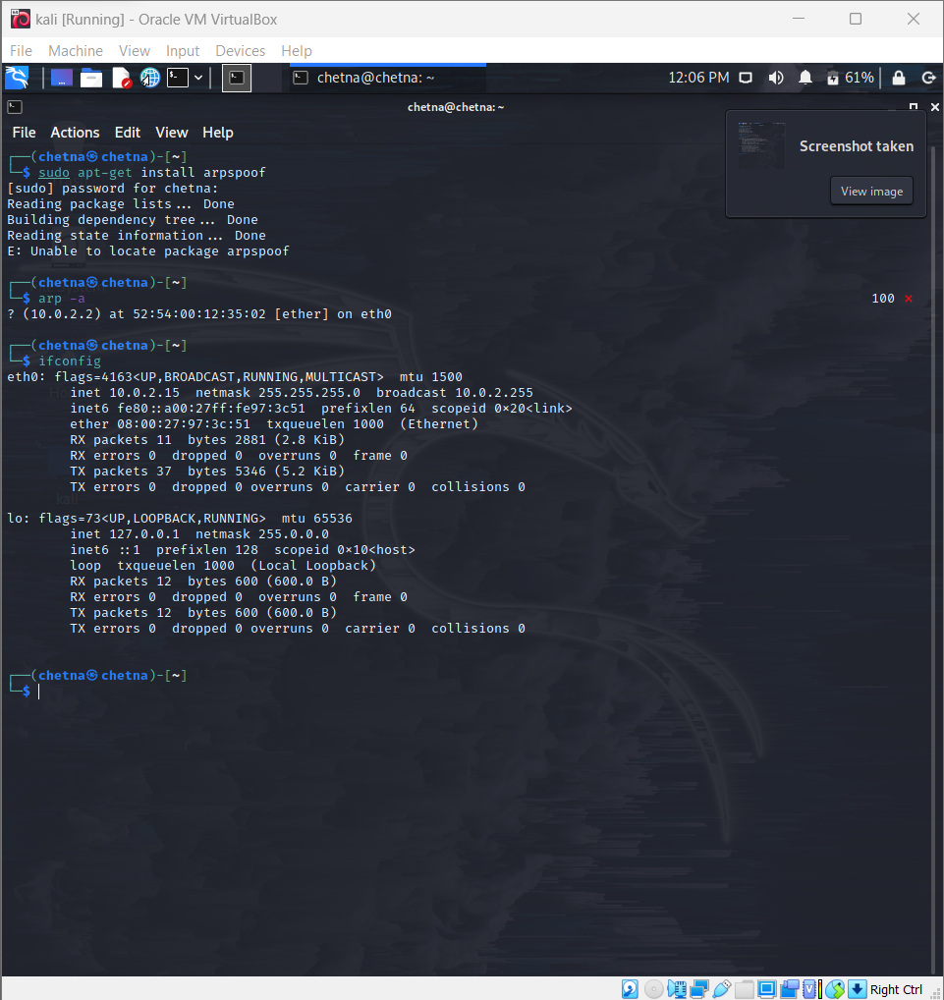 kali [Running] - Oracle VM VirtualBox
File Machine View Input Devices Help
chetna@chetna: ~
12:06 PM
61%
chetna@chetna: ~
File Actions Edit View Help
Screenshot taken
View image
┌──(chetna㉿chetna)-[~]
└─$ sudo apt-get install arpspoof
[sudo] password for chetna:
Reading package lists... Done
Building dependency tree... Done
Reading state information... Done
E: Unable to locate package arpspoof
┌──(chetna㉿chetna)-[~]
└─$ arp -a
100 ⨯
? (10.0.2.2) at 52:54:00:12:35:02 [ether] on eth0
┌──(chetna㉿chetna)-[~]
└─$ ifconfig
eth0: flags=4163<UP,BROADCAST,RUNNING,MULTICAST>  mtu 1500
inet 10.0.2.15  netmask 255.255.255.0  broadcast 10.0.2.255
inet6 fe80::a00:27ff:fe97:3c51  prefixlen 64  scopeid 0x20<link>
ether 08:00:27:97:3c:51  txqueuelen 1000  (Ethernet)
RX packets 11  bytes 2881 (2.8 KiB)
RX errors 0  dropped 0  overruns 0  frame 0
TX packets 37  bytes 5346 (5.2 KiB)
TX errors 0  dropped 0 overruns 0  carrier 0  collisions 0
lo: flags=73<UP,LOOPBACK,RUNNING>  mtu 65536
inet 127.0.0.1  netmask 255.0.0.0
inet6 ::1  prefixlen 128  scopeid 0x10<host>
loop  txqueuelen 1000  (Local Loopback)
RX packets 12  bytes 600 (600.0 B)
RX errors 0  dropped 0  overruns 0  frame 0
TX packets 12  bytes 600 (600.0 B)
TX errors 0  dropped 0 overruns 0  carrier 0  collisions 0
┌──(chetna㉿chetna)-[~]
└─$
Right Ctrl